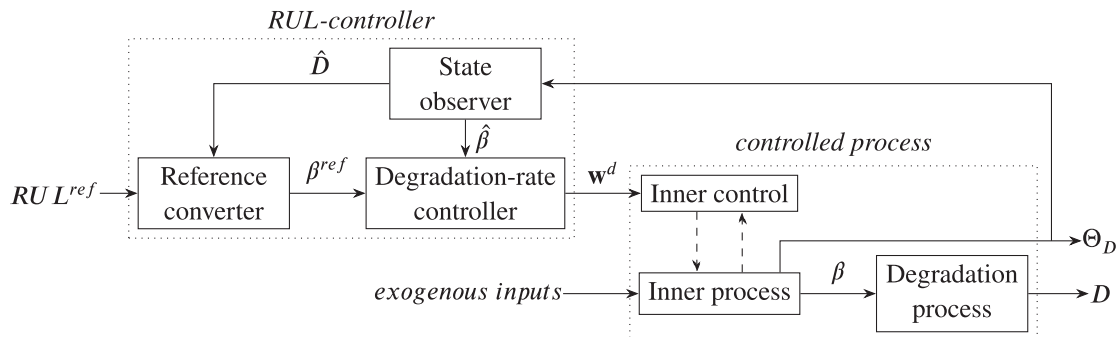 RUL-controller
D̂
State
observer
β̂
controlled process
RUL^ref
Reference
converter
β^ref
Degradation-rate
controller
w^d
Inner control
Θ_D
exogenous inputs
Inner process
β
Degradation
process
D